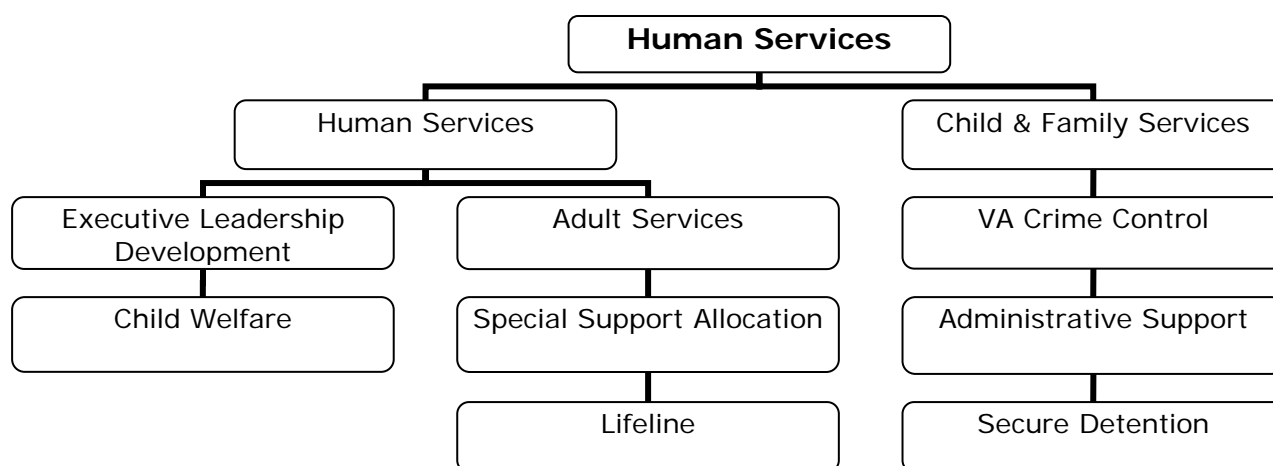 Human Services
Human Services
Child & Family Services
Executive Leadership
Development
Adult Services
VA Crime Control
Child Welfare
Special Support Allocation
Administrative Support
Lifeline
Secure Detention